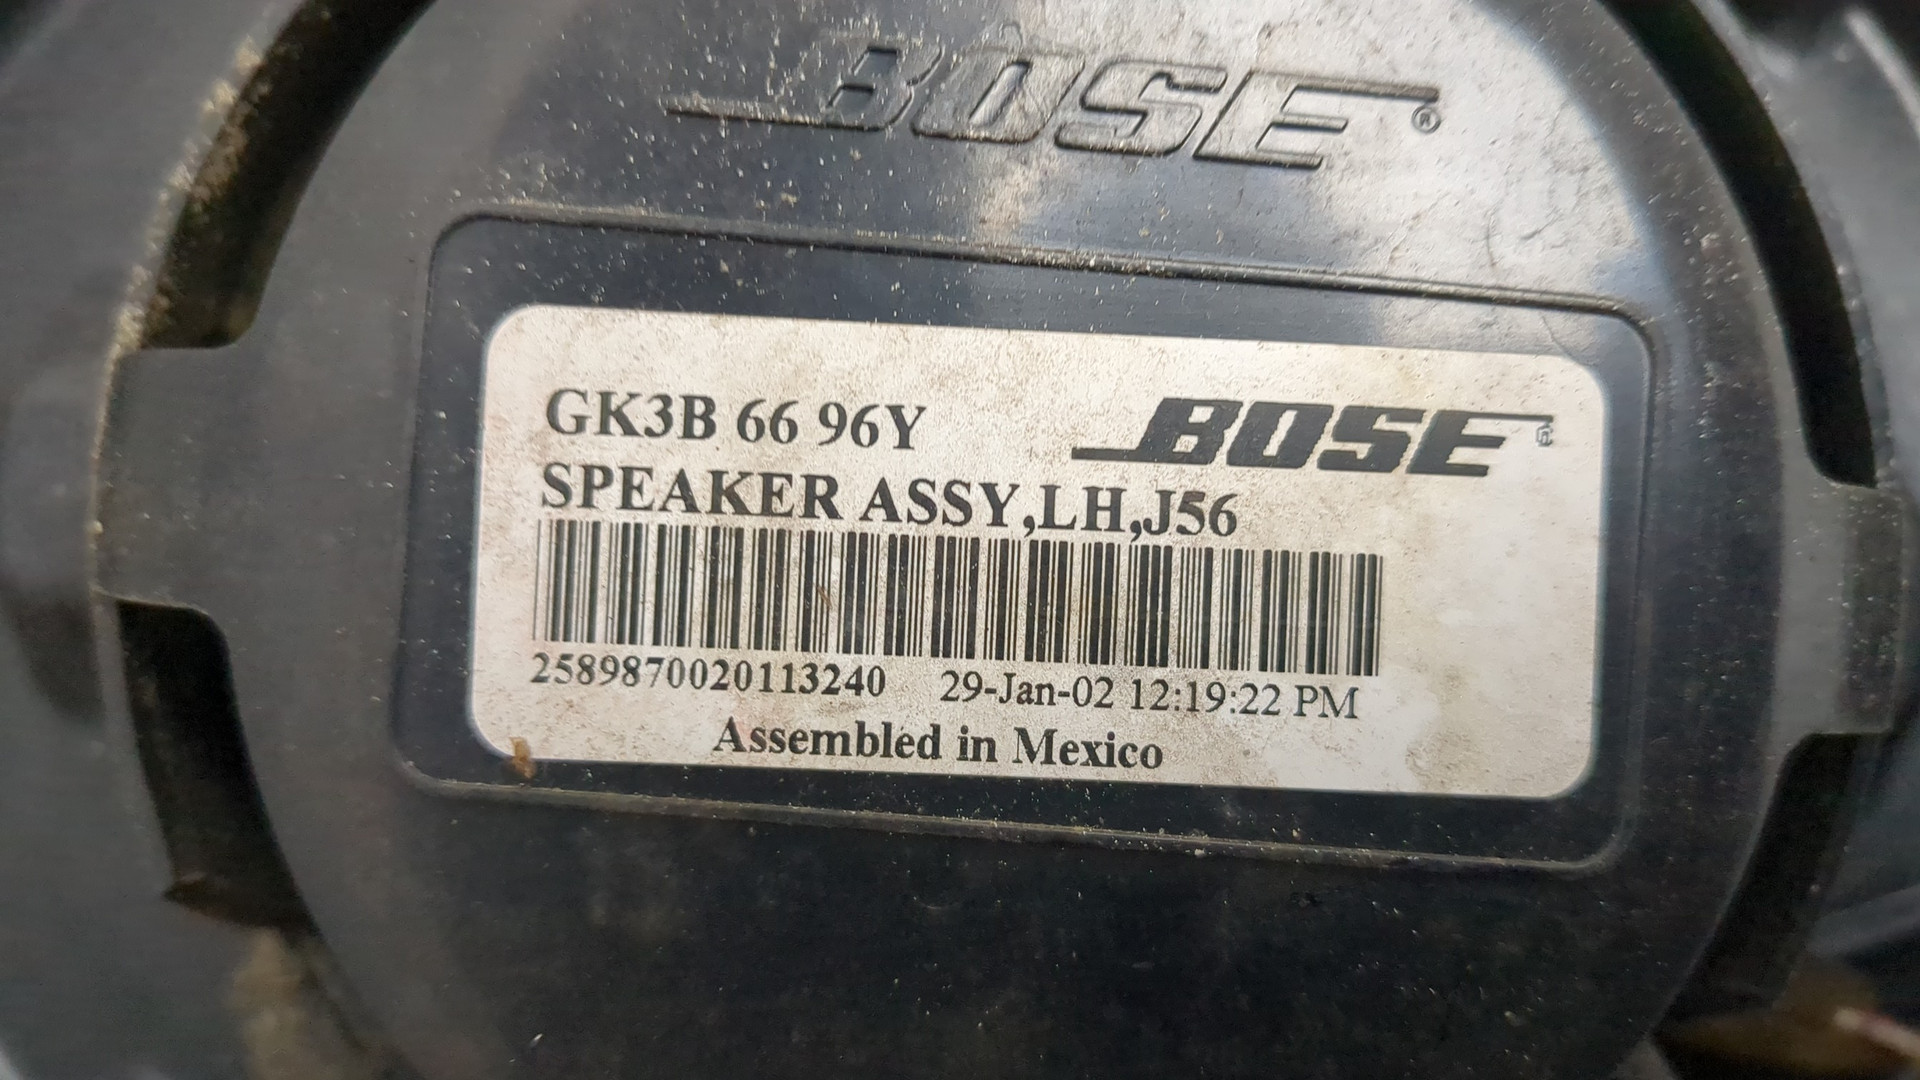 BOSE®
GK3B 66 96Y
BOSE®
SPEAKER ASSY,LH,J56
2589870020113240 29-Jan-02 12:19:22 PM
Assembled in Mexico